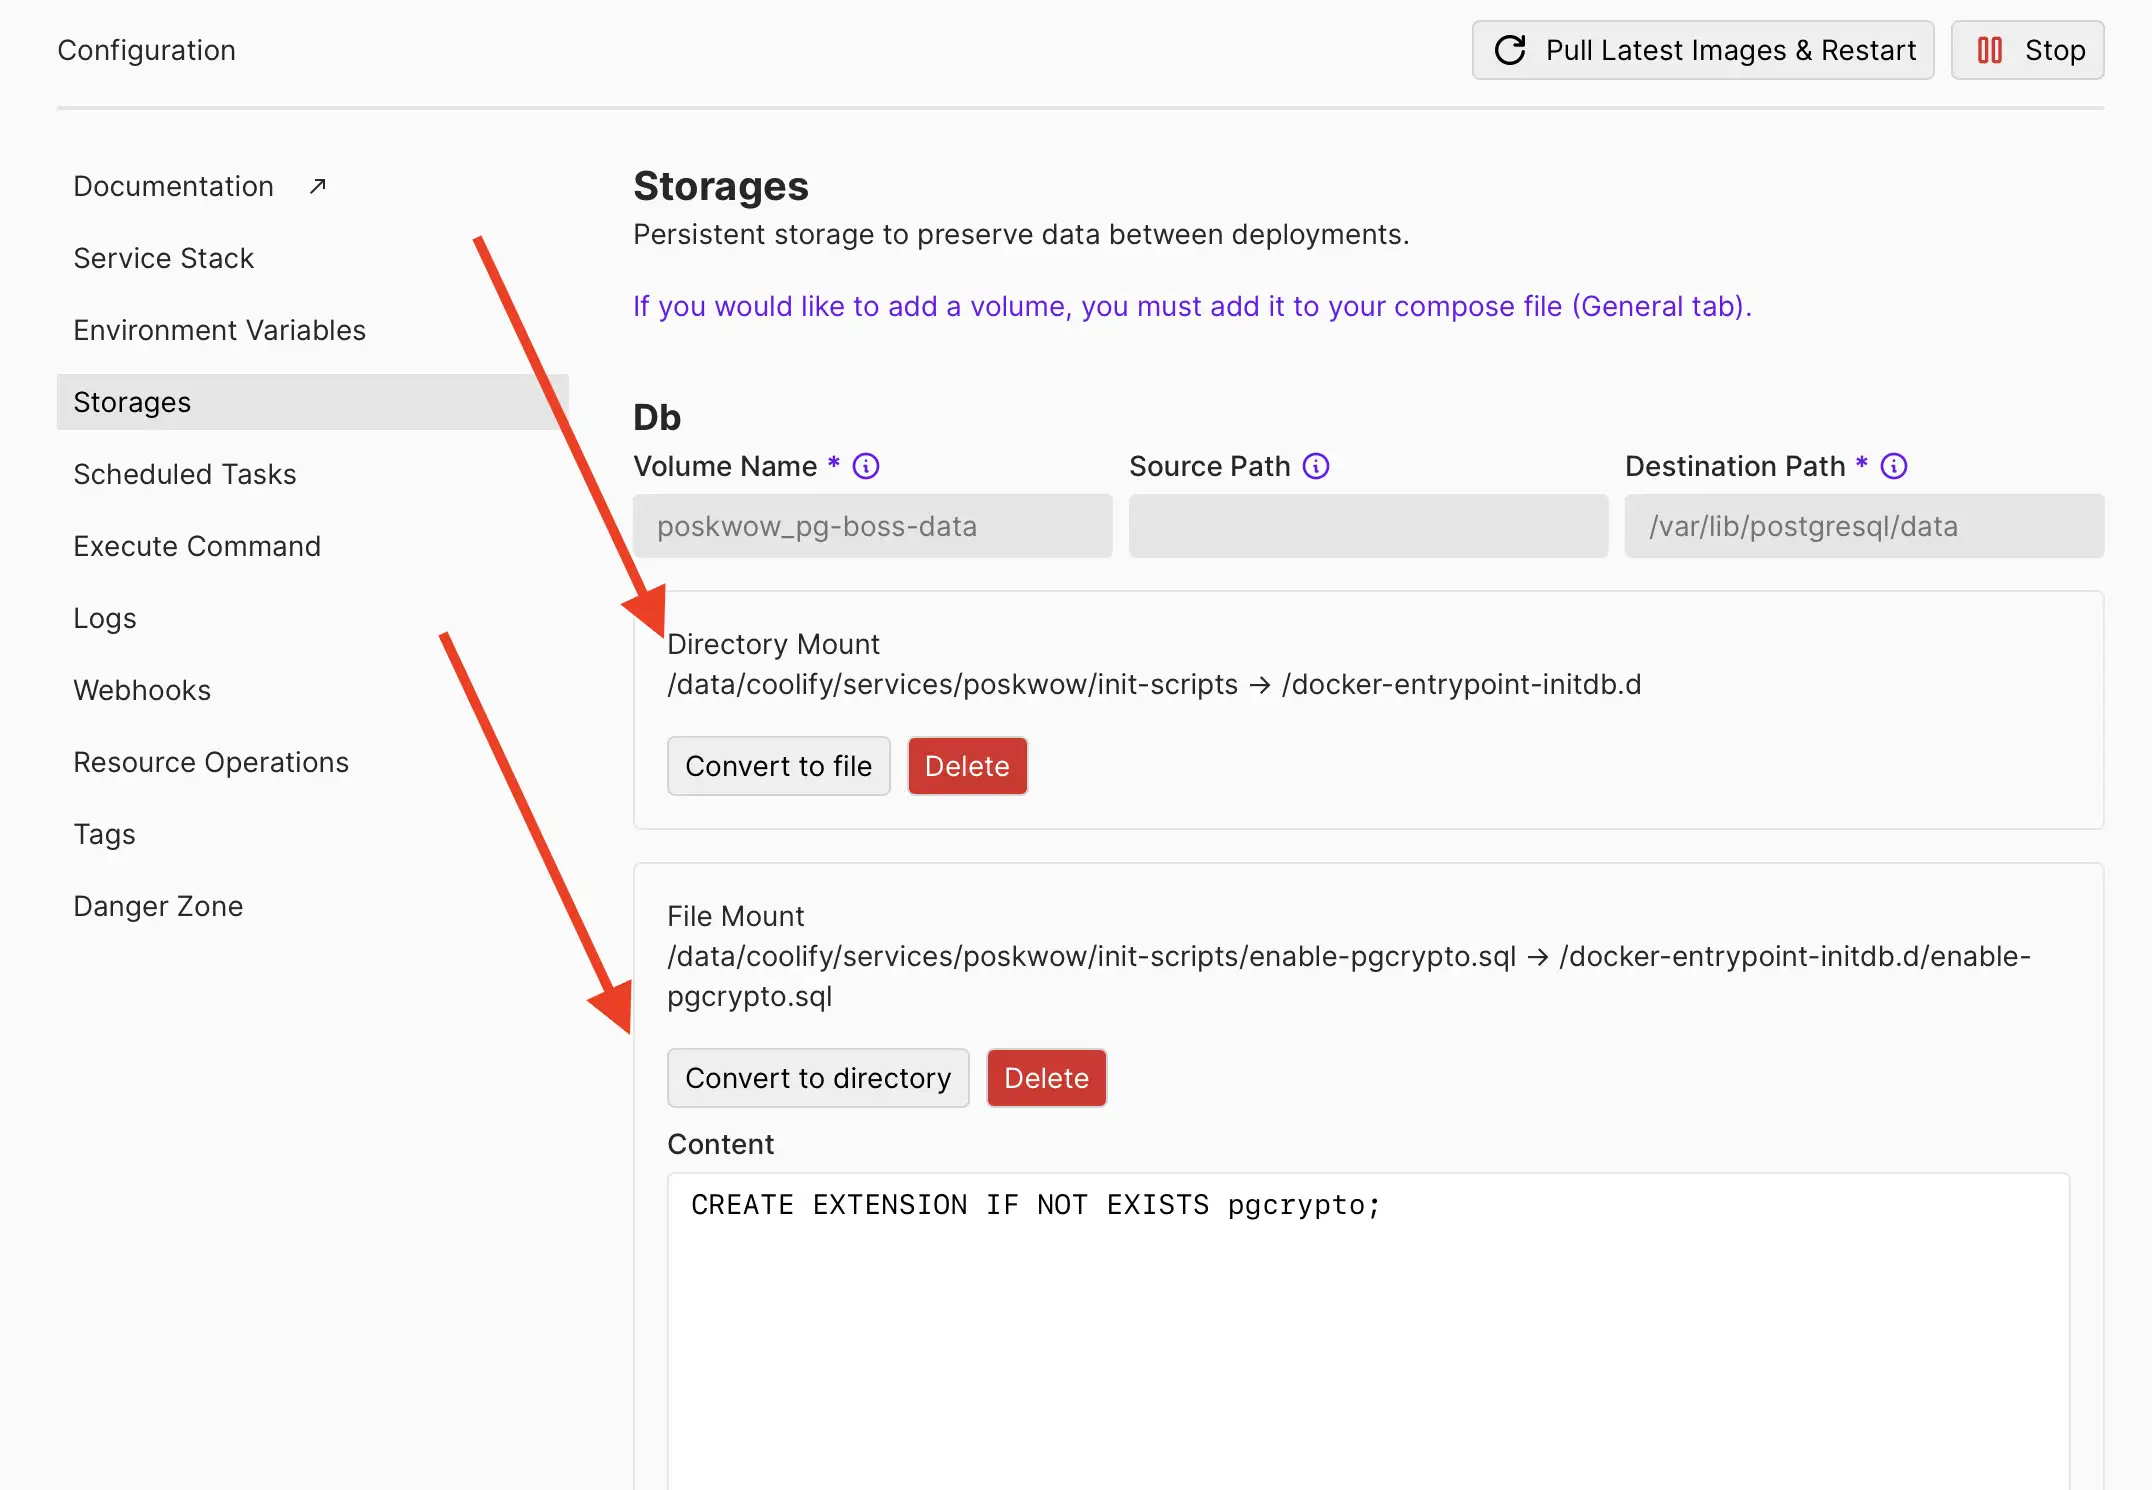 Configuration
Pull Latest Images & Restart
Stop
Documentation
Service Stack
Environment Variables
Storages
Scheduled Tasks
Execute Command
Logs
Webhooks
Resource Operations
Tags
Danger Zone
Storages
Persistent storage to preserve data between deployments.
If you would like to add a volume, you must add it to your compose file (General tab).
Db
Volume Name *
Source Path
Destination Path *
poskwow_pg-boss-data
/var/lib/postgresql/data
Directory Mount
/data/coolify/services/poskwow/init-scripts → /docker-entrypoint-initdb.d
Convert to file
Delete
File Mount
/data/coolify/services/poskwow/init-scripts/enable-pgcrypto.sql → /docker-entrypoint-initdb.d/enable-
pgcrypto.sql
Convert to directory
Delete
Content
CREATE EXTENSION IF NOT EXISTS pgcrypto;